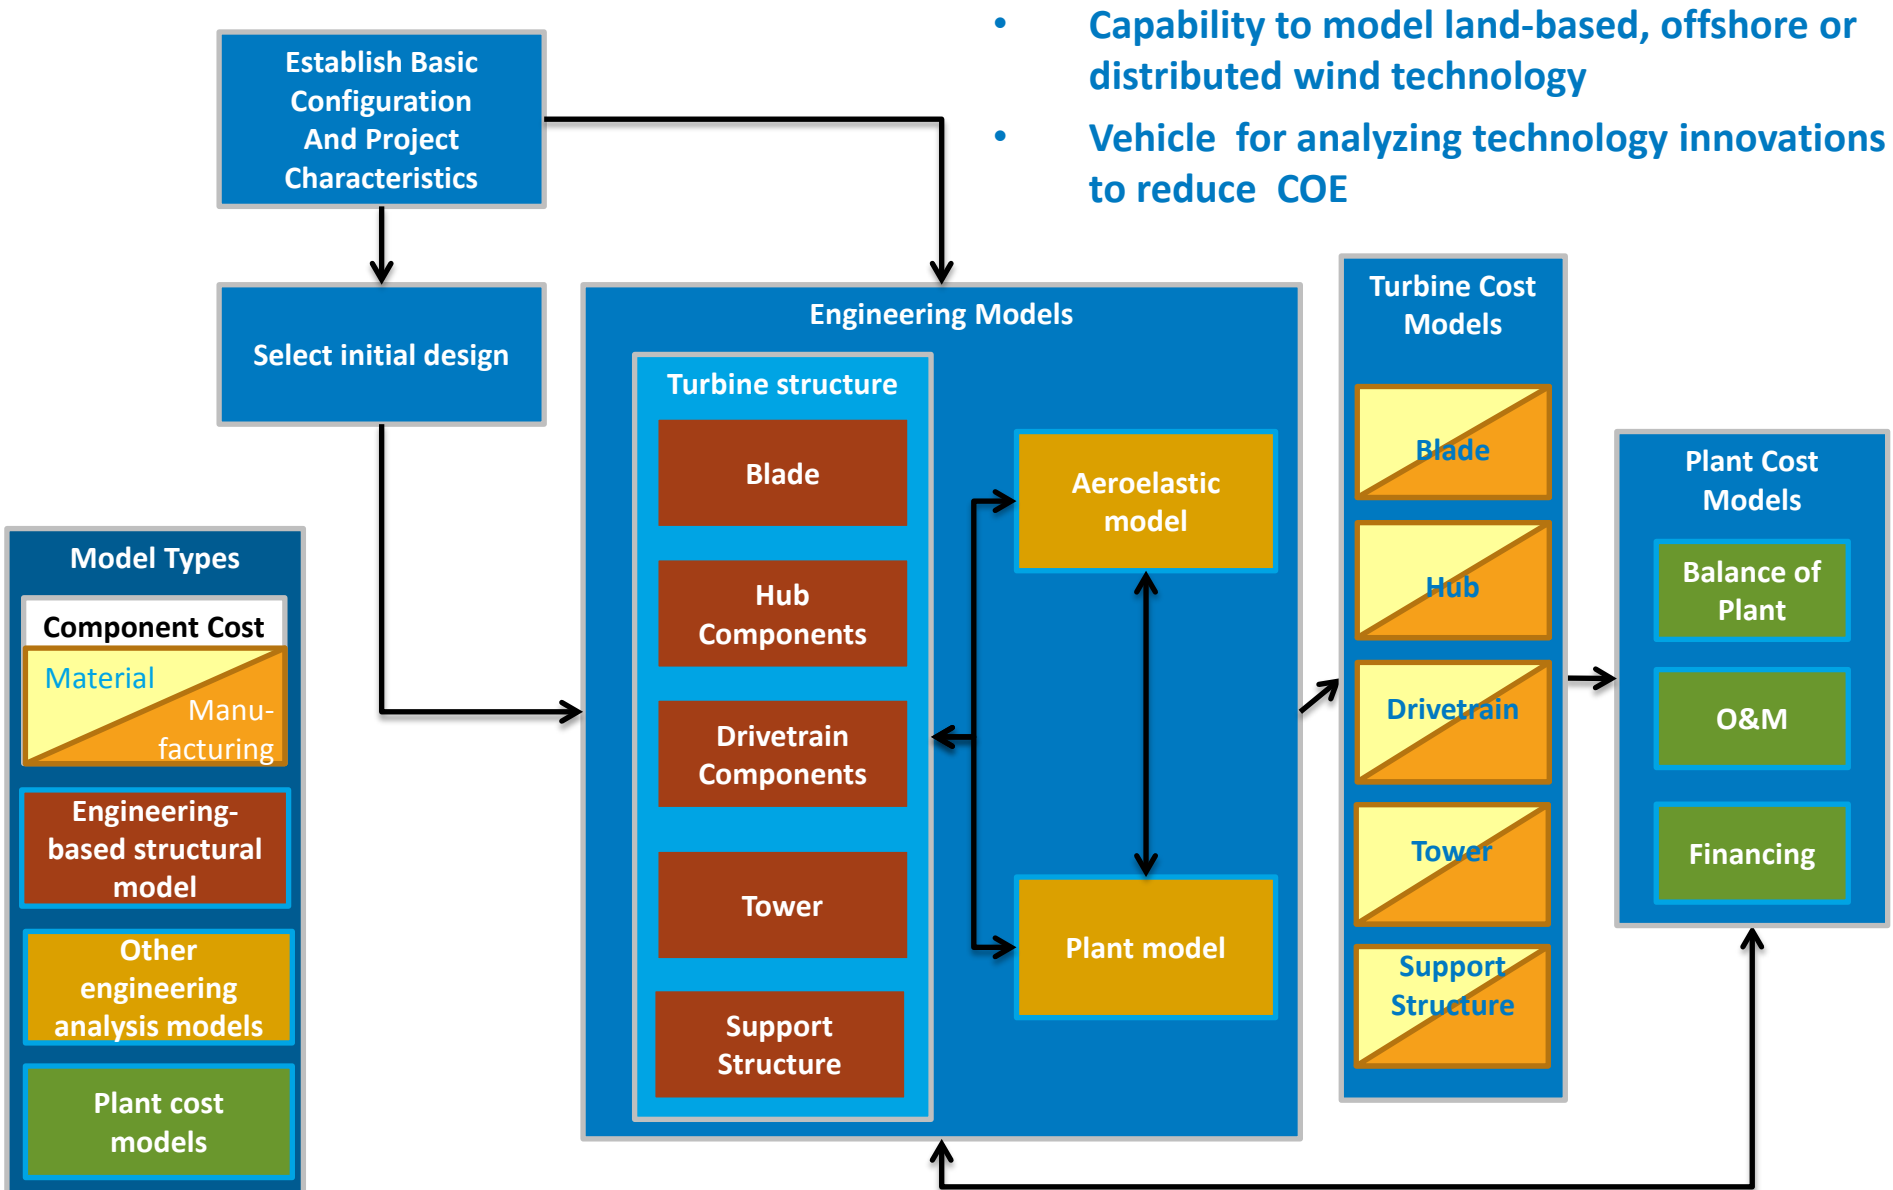 • Capability to model land-based, offshore or
distributed wind technology
• Vehicle for analyzing technology innovations
to reduce COE
Establish Basic
Configuration
And Project
Characteristics
Select initial design
Engineering Models
Turbine structure
Blade
Hub
Components
Drivetrain
Components
Tower
Support
Structure
Aeroelastic
model
Plant model
Turbine Cost
Models
Blade
Hub
Drivetrain
Tower
Support
Structure
Plant Cost
Models
Balance of
Plant
O&M
Financing
Model Types
Component Cost
Material
Manu-
facturing
Engineering-
based structural
model
Other
engineering
analysis models
Plant cost
models